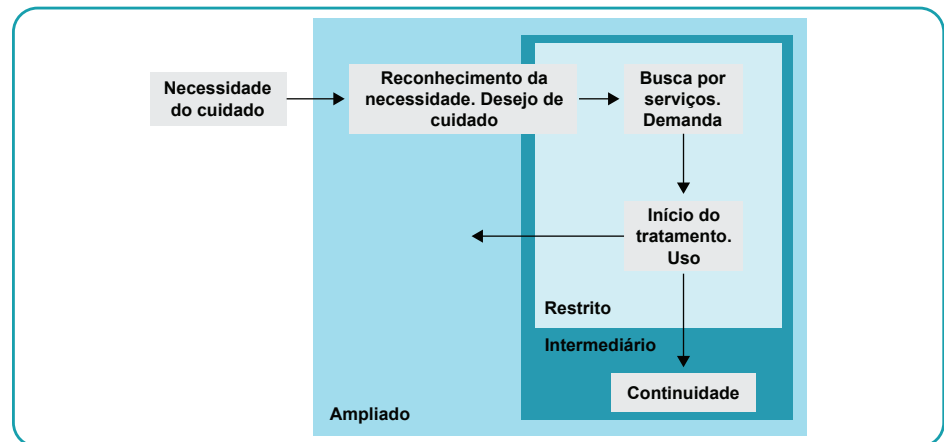 Necessidade
do cuidado
Reconhecimento da
necessidade. Desejo de
cuidado
Busca por
serviços.
Demanda
Início do
tratamento.
Uso
Restrito
Intermediário
Continuidade
Ampliado